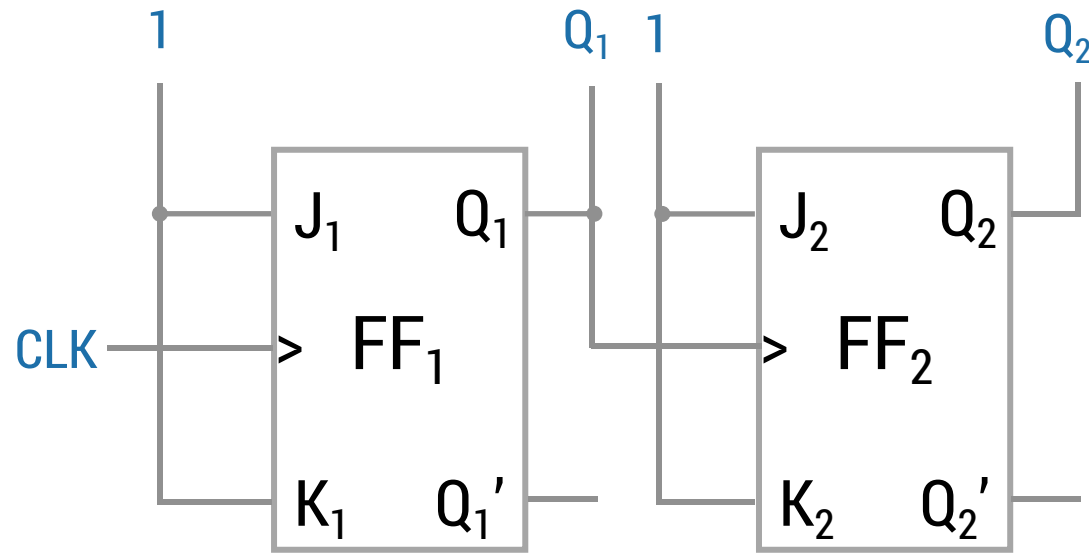 1 Q₁ 1 Q₂
J₁ Q₁ J₂ Q₂
CLK > FF₁ > FF₂
K₁ Q₁’ K₂ Q₂’